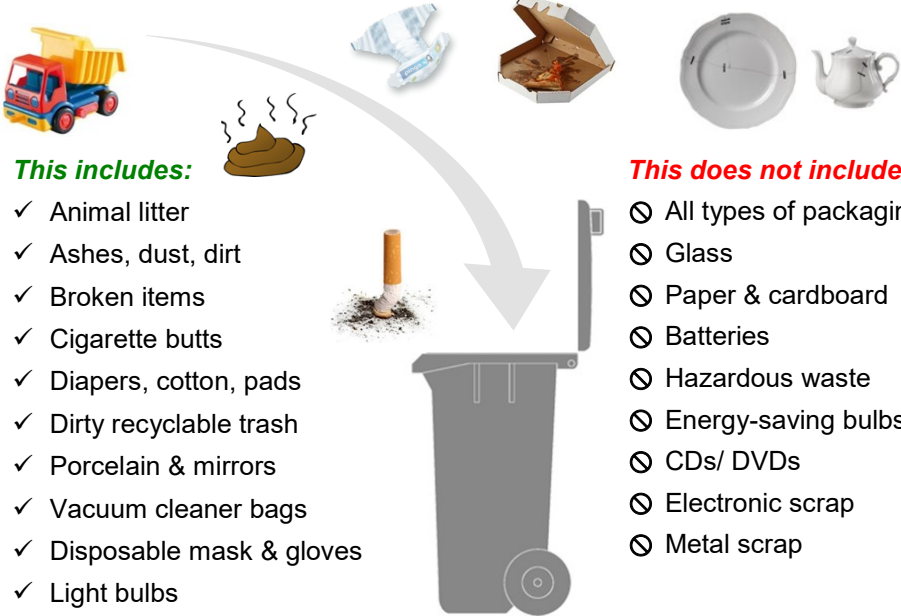 This includes:
✓ Animal litter
✓ Ashes, dust, dirt
✓ Broken items
✓ Cigarette butts
✓ Diapers, cotton, pads
✓ Dirty recyclable trash
✓ Porcelain & mirrors
✓ Vacuum cleaner bags
✓ Disposable mask & gloves
✓ Light bulbs
This does not include
🛇 All types of
🛇 Glass
🛇 Paper & cardboard
🛇 Batteries
🛇 Hazardous waste
🛇 Energy-saving bulbs
🛇 CDs/ DVDs
🛇 Electronic scrap
🛇 Metal scrap